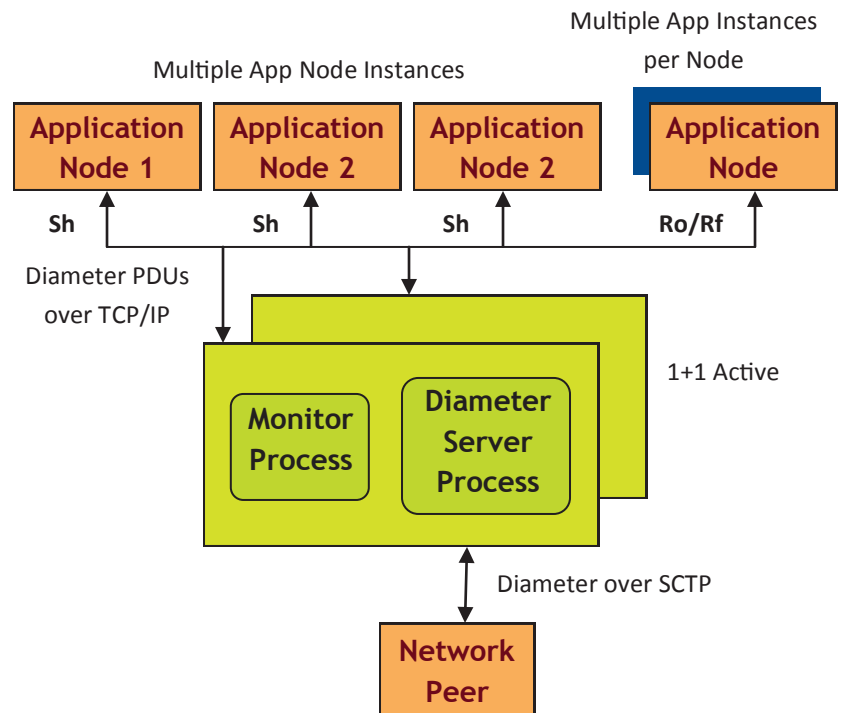 Multiple App Instances
per Node
Multiple App Node Instances
Application
Node 1
Application
Node 2
Application
Node 2
Application
Node
Sh
Sh
Sh
Ro/Rf
Diameter PDUs
over TCP/IP
1+1 Active
Monitor
Process
Diameter
Server
Process
Diameter over SCTP
Network
Peer